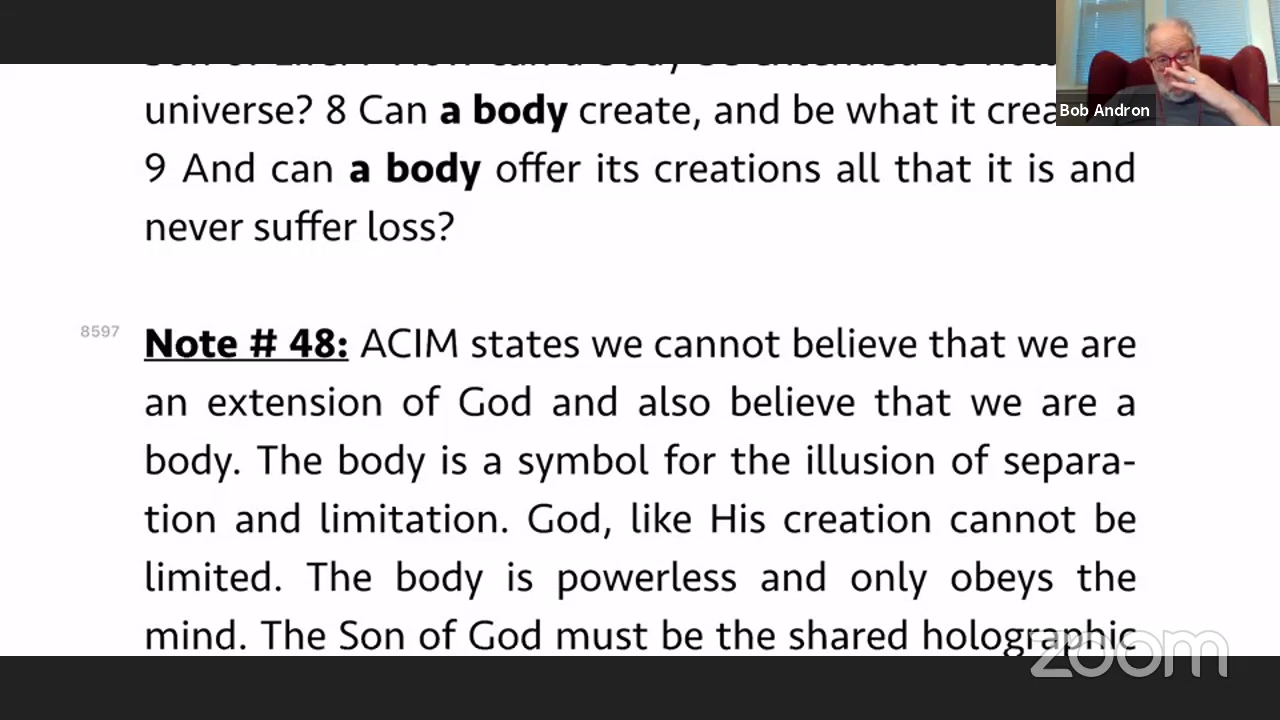 universe? 8 Can a body create, and be what it
9 And can a body offer its creations all that it is and
never suffer loss?
8597
Note # 48: ACIM states we cannot believe that we are
an extension of God and also believe that we are a
body. The body is a symbol for the illusion of separa-
tion and limitation. God, like His creation cannot be
limited. The body is powerless and only obeys the
mind. The Son of God must be the shared holographic
Bob Andron
zoom